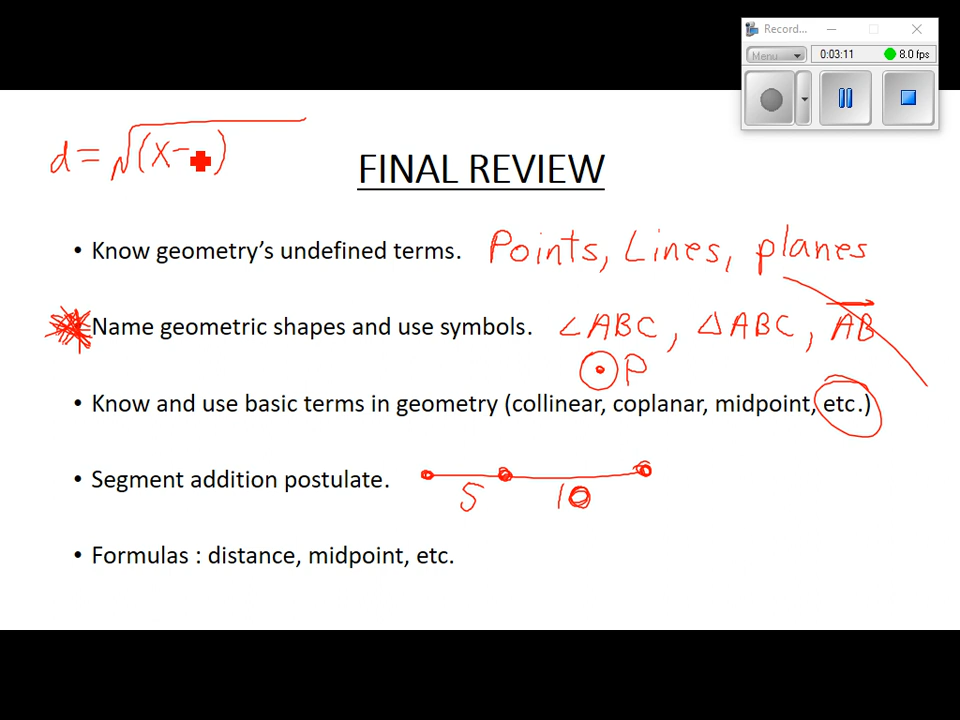 Record...
Menu 0:03:11 8.0 fps
d = √(x- )
FINAL REVIEW
• Know geometry's undefined terms. Points, Lines, planes
• Name geometric shapes and use symbols. ∠ABC, △ABC, AB
⊙P
• Know and use basic terms in geometry (collinear, coplanar, midpoint, etc.)
• Segment addition postulate.
5 10
• Formulas : distance, midpoint, etc.